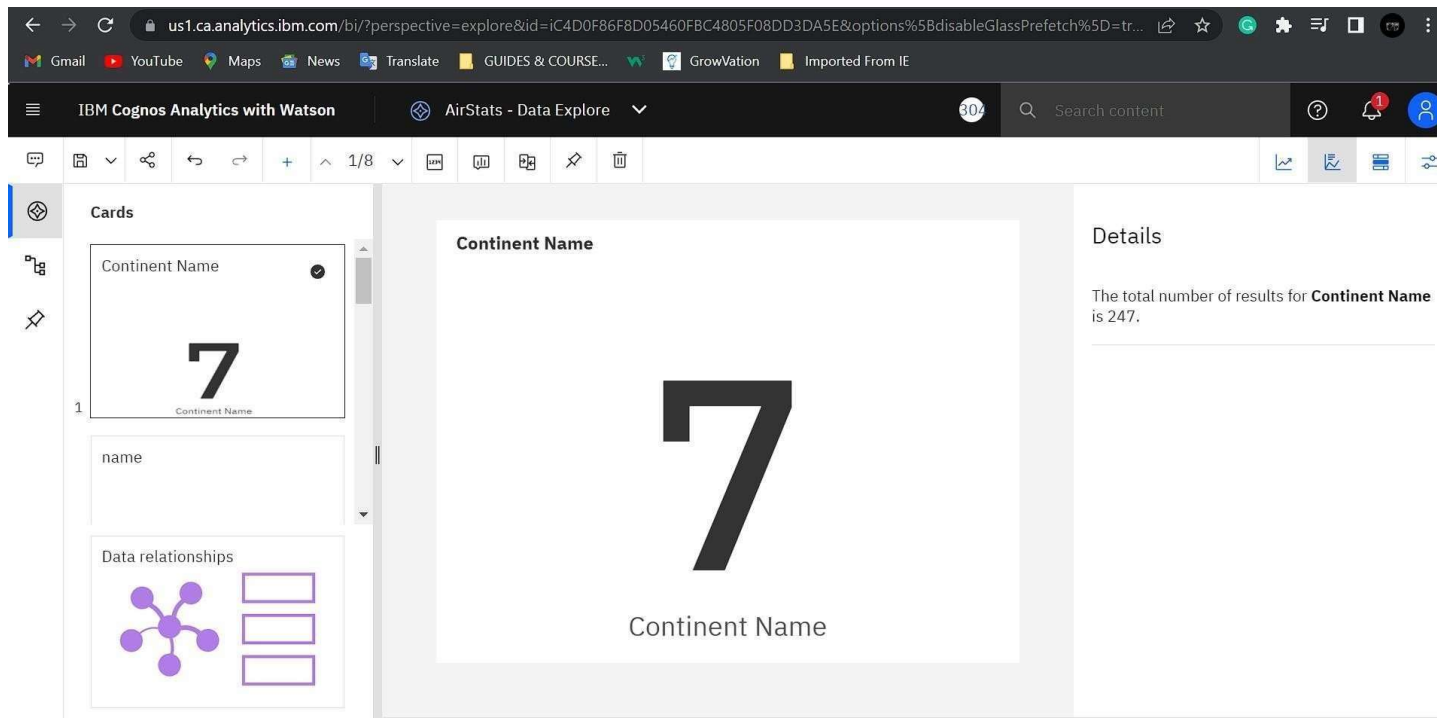 us1.ca.analytics.ibm.com/bi/?perspective=explore&id=iC4D0F86F8D05460FBC4805F08DD3DA5E&options%5BdisableGlassPrefetch%5D=tr...
Gmail YouTube Maps News Translate GUIDES & COURSE... GrowVation Imported From IE
IBM Cognos Analytics with Watson AirStats - Data Explore 304 Search content 1
1/8
Cards
Continent Name
7
Continent Name
1
name
Data relationships
Continent Name
7
Continent Name
Details
The total number of results for Continent Name
is 247.